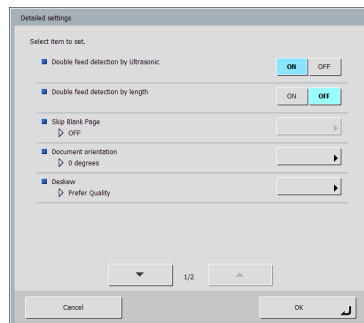 Detailed settings
Select item to set.
Double feed detection by Ultrasonic
ON OFF
Double feed detection by length
ON OFF
Skip Blank Page
OFF
Document orientation
0 degrees
Deskew
Prefer Quality
1/2
Cancel OK